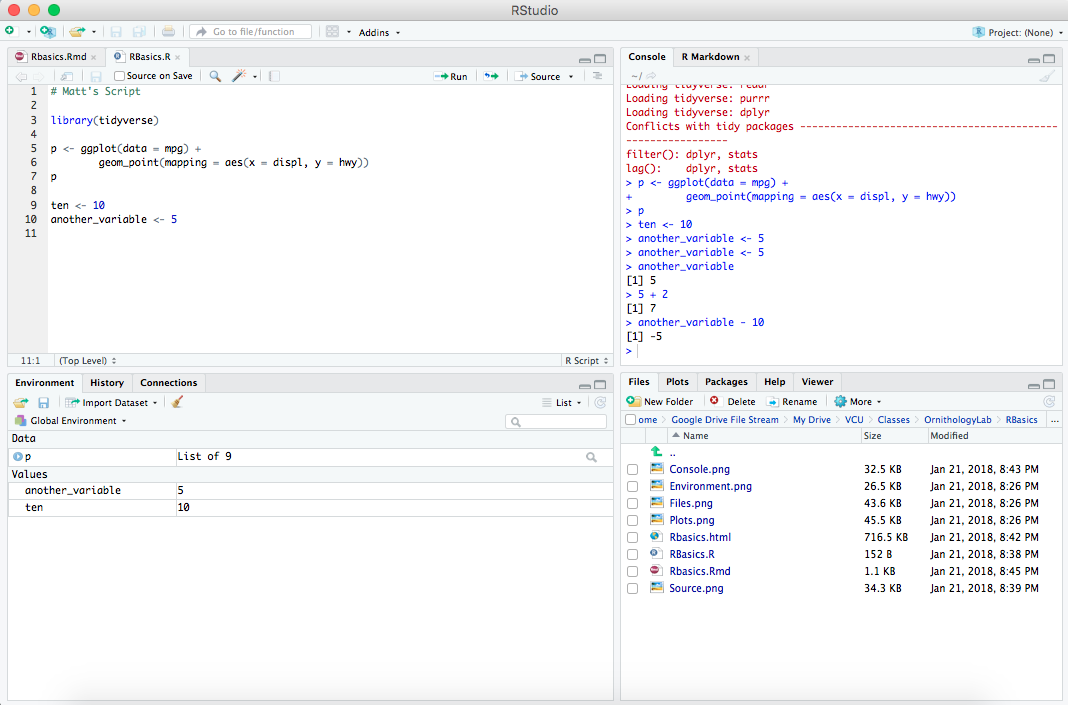 RStudio
Go to file/function
Addins
Project: (None)
Rbasics.Rmd
RBasics.R
Source on Save
Run
Source
1 # Matt's Script
2
3 library(tidyverse)
4
5 p <- ggplot(data = mpg) +
6 geom_point(mapping = aes(x = displ, y = hwy))
7 p
8
9 ten <- 10
10 another_variable <- 5
11
11:1 (Top Level) R Script
Console R Markdown
~/
Loading tidyverse: readr
Loading tidyverse: purrr
Loading tidyverse: dplyr
Conflicts with tidy packages ----------------------------------------
----------------
filter(): dplyr, stats
lag():    dplyr, stats
> p <- ggplot(data = mpg) +
+         geom_point(mapping = aes(x = displ, y = hwy))
> p
> ten <- 10
> another_variable <- 5
> another_variable <- 5
> another_variable
[1] 5
> 5 + 2
[1] 7
> another_variable - 10
[1] -5
>
Environment History Connections
Import Dataset List
Global Environment
Data
p List of 9
Values
another_variable 5
ten 10
Files Plots Packages Help Viewer
New Folder Delete Rename More
ome Google Drive File Stream My Drive VCU Classes OrnithologyLab RBasics ...
Name Size Modified
..
Console.png 32.5 KB Jan 21, 2018, 8:43 PM
Environment.png 26.5 KB Jan 21, 2018, 8:26 PM
Files.png 43.6 KB Jan 21, 2018, 8:26 PM
Plots.png 45.5 KB Jan 21, 2018, 8:26 PM
Rbasics.html 716.5 KB Jan 21, 2018, 8:42 PM
RBasics.R 152 B Jan 21, 2018, 8:38 PM
Rbasics.Rmd 1.1 KB Jan 21, 2018, 8:45 PM
Source.png 34.3 KB Jan 21, 2018, 8:39 PM